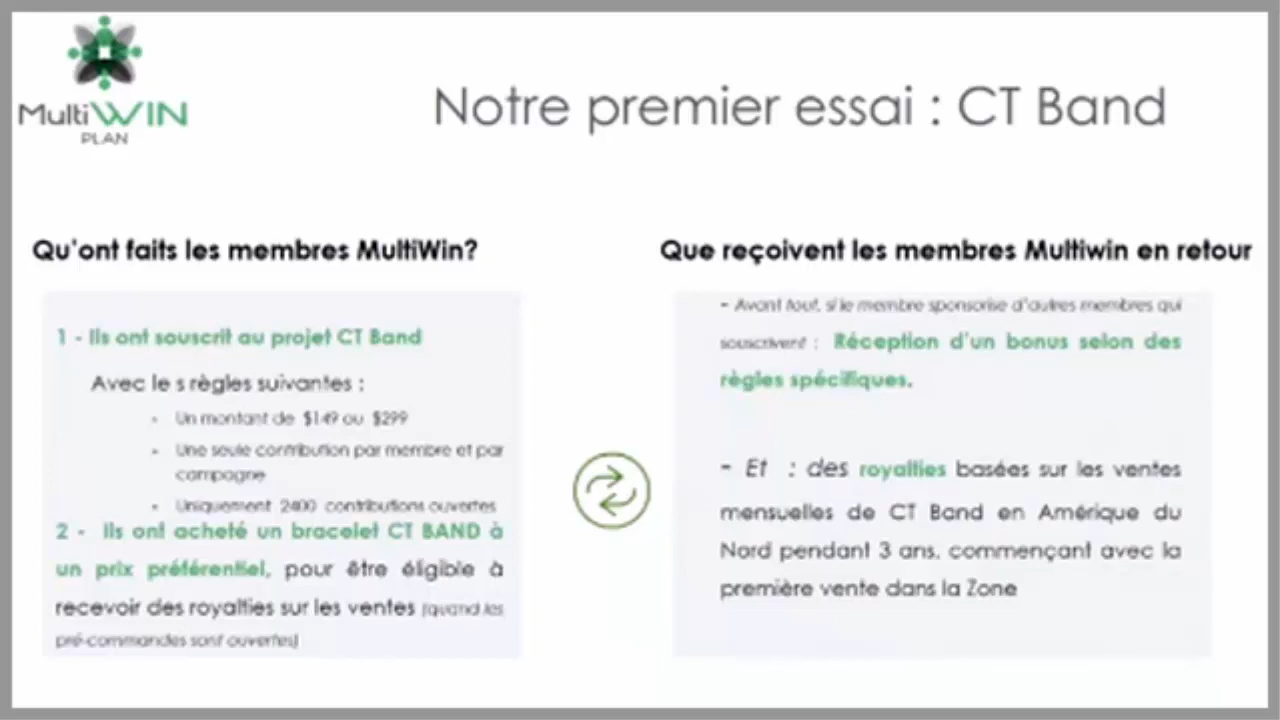 MultiWIN
PLAN
Notre premier essai : CT Band
Qu'ont faits les membres MultiWin?
1 - Ils ont souscrit au projet CT Band
Avec le s règles suivantes :
- Un montant de $149 ou $299
- Une seule contribution par membre et par
campagne
- Uniquement 2400 contributions ouvertes
2 - Ils ont acheté un bracelet CT BAND à
un prix préférentiel, pour être éligible à
recevoir des royalties sur les ventes (quand les
pré-commandes sont ouvertes)
Que reçoivent les membres Multiwin en retour
- Avant tout, si le membre sponsorise d'autres membres qui
souscrivent : Réception d'un bonus selon des
règles spécifiques.
- Et : des royalties basées sur les ventes
mensuelles de CT Band en Amérique du
Nord pendant 3 ans, commençant avec la
première vente dans la Zone